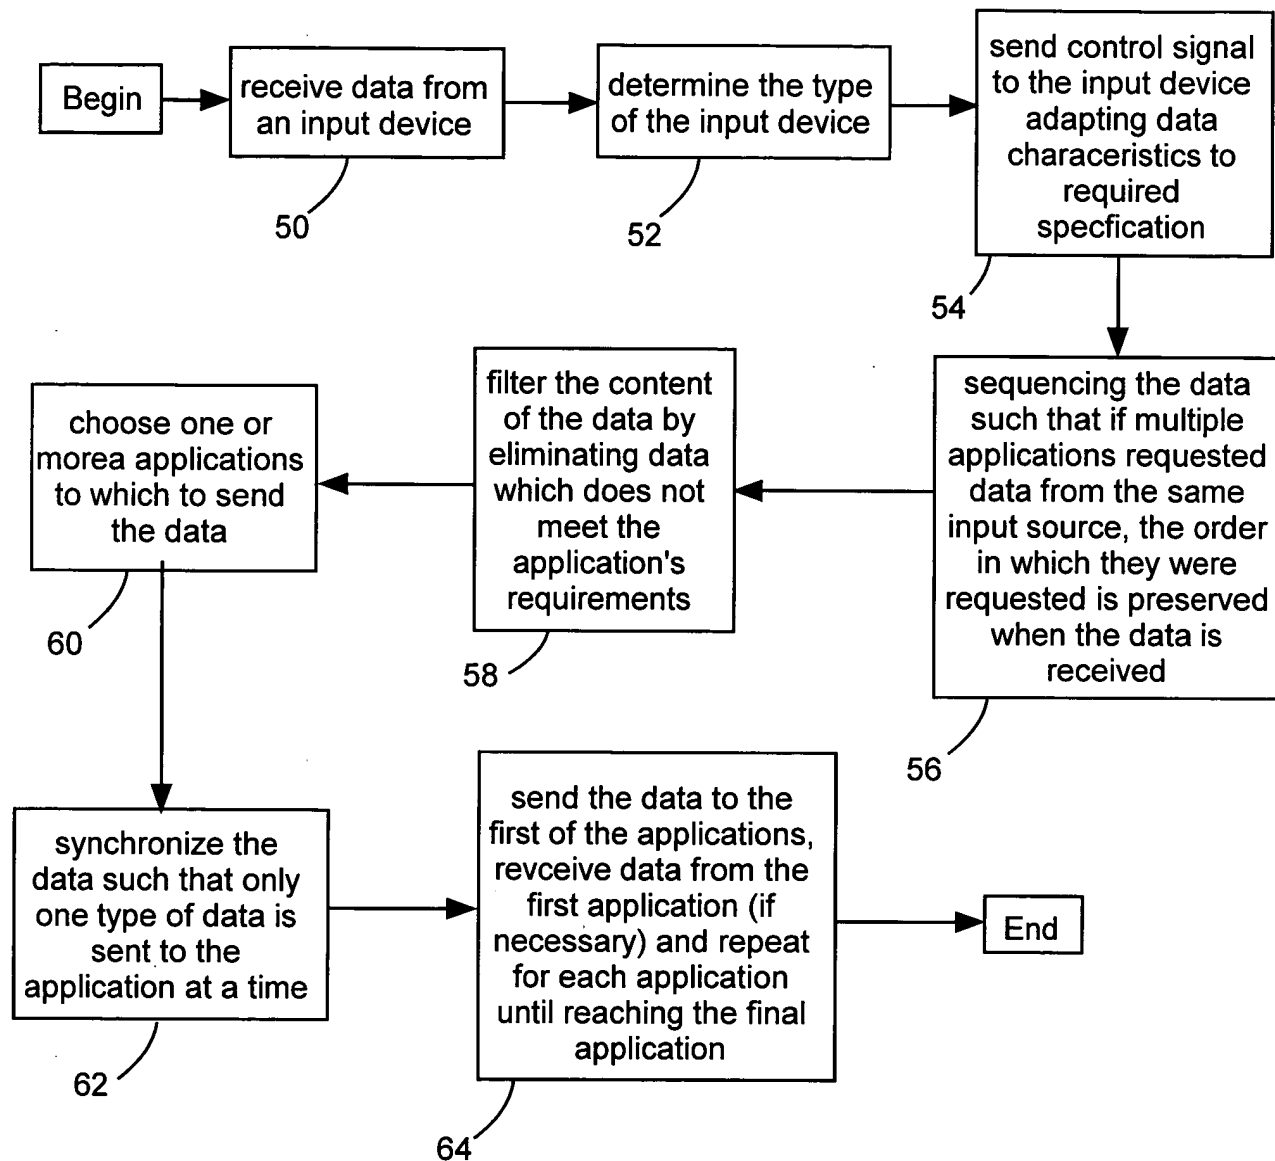 Begin
receive data from
an input device
50
determine the type
of the input device
52
send control signal
to the input device
adapting data
characeristics to
required
specfication
54
sequencing the data
such that if multiple
applications requested
data from the same
input source, the order
in which they were
requested is preserved
when the data is
received
56
filter the content
of the data by
eliminating data
which does not
meet the
application's
requirements
58
choose one or
morea applications
to which to send
the data
60
synchronize the
data such that only
one type of data is
sent to the
application at a time
62
send the data to the
first of the applications,
revceive data from the
first application (if
necessary) and repeat
for each application
until reaching the final
application
64
End